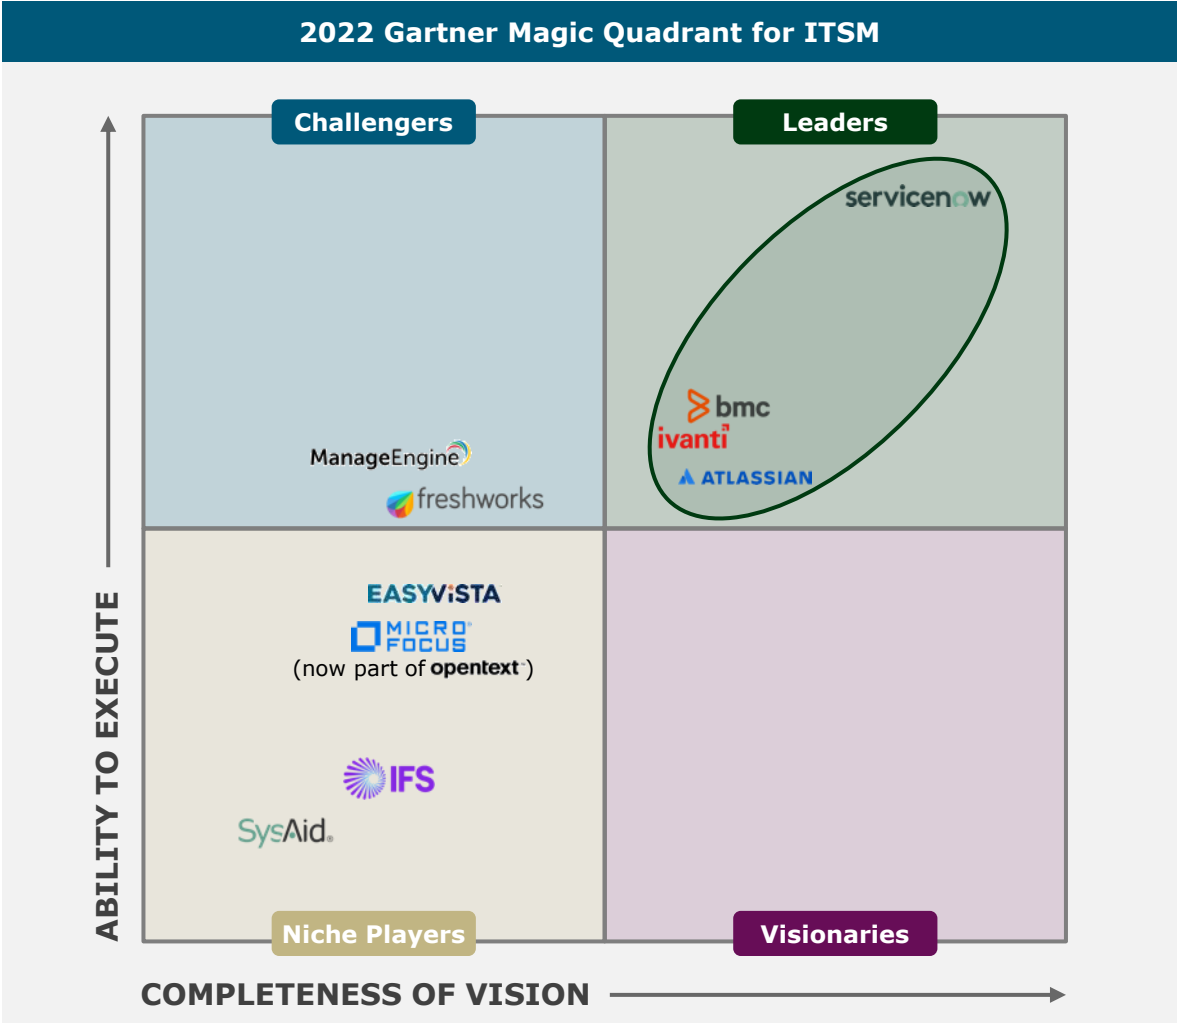 2022 Gartner Magic Quadrant for ITSM
Challengers
Leaders
servicenow
bmc
ivanti
ATLASSIAN
ManageEngine
freshworks
EASYVISTA
MICRO
FOCUS
(now part of opentext™)
IFS
SysAid®
Niche Players
Visionaries
ABILITY TO EXECUTE
COMPLETENESS OF VISION